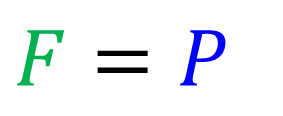 F = P